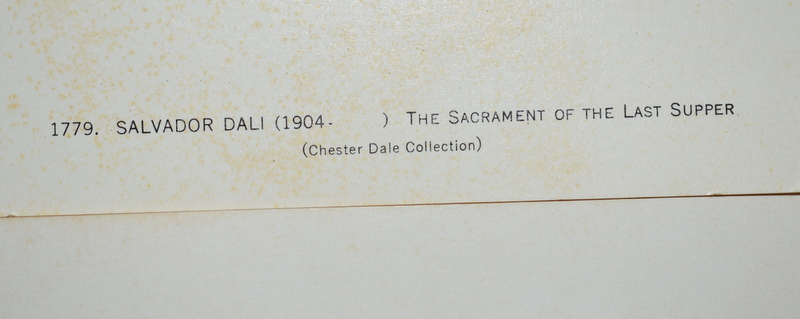 1779. SALVADOR DALI (1904- ) THE SACRAMENT OF THE LAST SUPPER
(Chester Dale Collection)